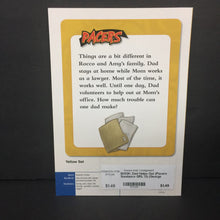 PACERS
Things are a bit different in
Rocco and Amy's family. Dad
stays at home while Mom works
as a lawyer. Most of the time, it
works well. Until one day, Dad
volunteers to help out at Mom's
office. How much trouble can
one dad make?
Yellow Set
$1.49
$1.49